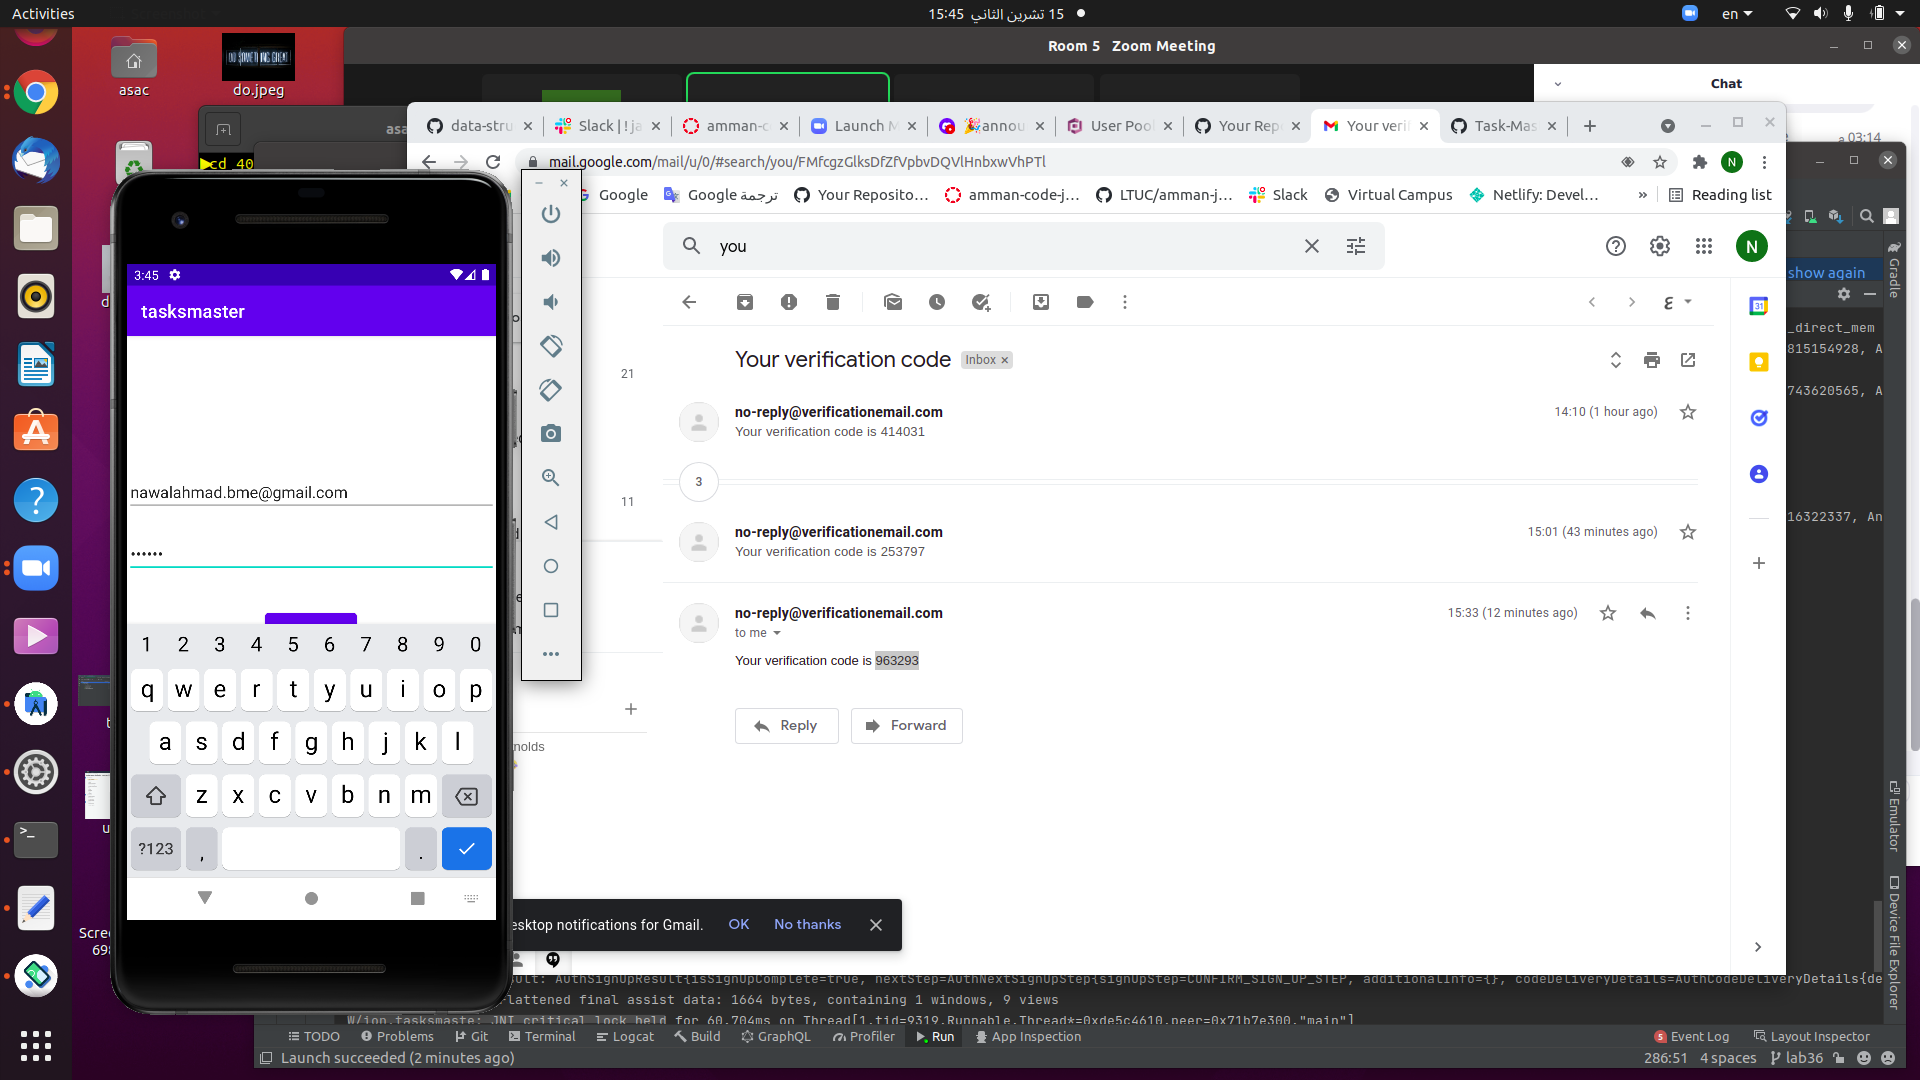 Activities
15 تشرين الثاني 15:45
en
asac
do.jpeg
Room 5 Zoom Meeting
Chat
03:14 م
cd 40
data-stru
Slack | ! ja
amman-c
Launch M
annou
User Pool
Your Rep
Your verif
Task-Mas
mail.google.com/mail/u/0/#search/you/FMfcgzGlksDfZfVpbvDQVlHnbxwVhPTl
N
Google
Google ترجمة
Your Reposito...
amman-code-j...
LTUC/amman-j...
Slack
Virtual Campus
Netlify: Devel...
»
Reading list
you
N
show again
Gradle
3:45
tasksmaster
nawalahmad.bme@gmail.com
••••••
1 2 3 4 5 6 7 8 9 0
q w e r t y u i o p
a s d f g h j k l
z x c v b n m
?123 , .
21
11
Your verification code
Inbox ×
no-reply@verificationemail.com
14:10 (1 hour ago)
Your verification code is 414031
3
no-reply@verificationemail.com
15:01 (43 minutes ago)
Your verification code is 253797
no-reply@verificationemail.com
15:33 (12 minutes ago)
to me
Your verification code is 963293
Reply
Forward
31
_direct_mem
815154928, A
743620565, A
16322337, An
nolds
esktop notifications for Gmail.
OK
No thanks
Emulator
Device File Explorer
Scree
698
ult: AuthSignUpResult{isSignUpComplete=true, nextStep=AuthNextSignUpStep{signUpStep=CONFIRM_SIGN_UP_STEP, additionalInfo={}, codeDeliveryDetails=AuthCodeDeliveryDetails{de
lattened final assist data: 1664 bytes, containing 1 windows, 9 views
W/ion.tasksmaste: JNI critical lock held for 60.704ms on Thread[1,tid=9319,Runnable,Thread*=0xde5c4610,peer=0x71b7e300,"main"]
TODO
Problems
Git
Terminal
Logcat
Build
GraphQL
Profiler
Run
App Inspection
5 Event Log
Layout Inspector
Launch succeeded (2 minutes ago)
286:51
4 spaces
lab36